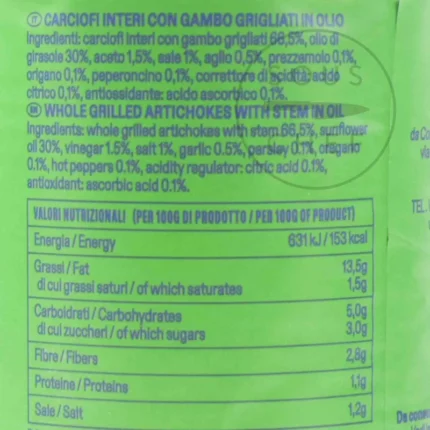 IT CARCIOFI INTERI CON GAMBO GRIGLIATI IN OLIO
Ingredienti: carciofi interi con gambo grigliati 66,5%, olio di
girasole 30%, aceto 1,5%, sale 1%, aglio 0,5%, prezzemolo 0,1%,
origano 0,1%, peperoncino 0,1%, correttore di acidità: acido
citrico 0,1%, antiossidante: acido ascorbico 0,1%.
WHOLE GRILLED ARTICHOKES WITH STEM IN OIL
Ingredients: whole grilled artichokes with stem 66,5%, sunflower
oil 30%, vinegar 1.5%, salt 1%, garlic 0.5%, parsley 0.1%, oregano
0.1%, hot peppers 0.1%, acidity regulator: citric acid 0.1%,
antioxidant: ascorbic acid 0.1%.
VALORI NUTRIZIONALI (PER 100G DI PRODOTTO / PER 100G OF PRODUCT)
Energia / Energy 631 kJ / 153 kcal
Grassi / Fat 13,5g
di cui grassi saturi / of which saturates 1,5g
Carboidrati / Carbohydrates 5,0g
di cui zuccheri / of which sugars 3,0g
Fibre / Fibers 2,8g
Proteine / Proteins 1,1g
Sale / Salt 1,2g
da
via
TEL.